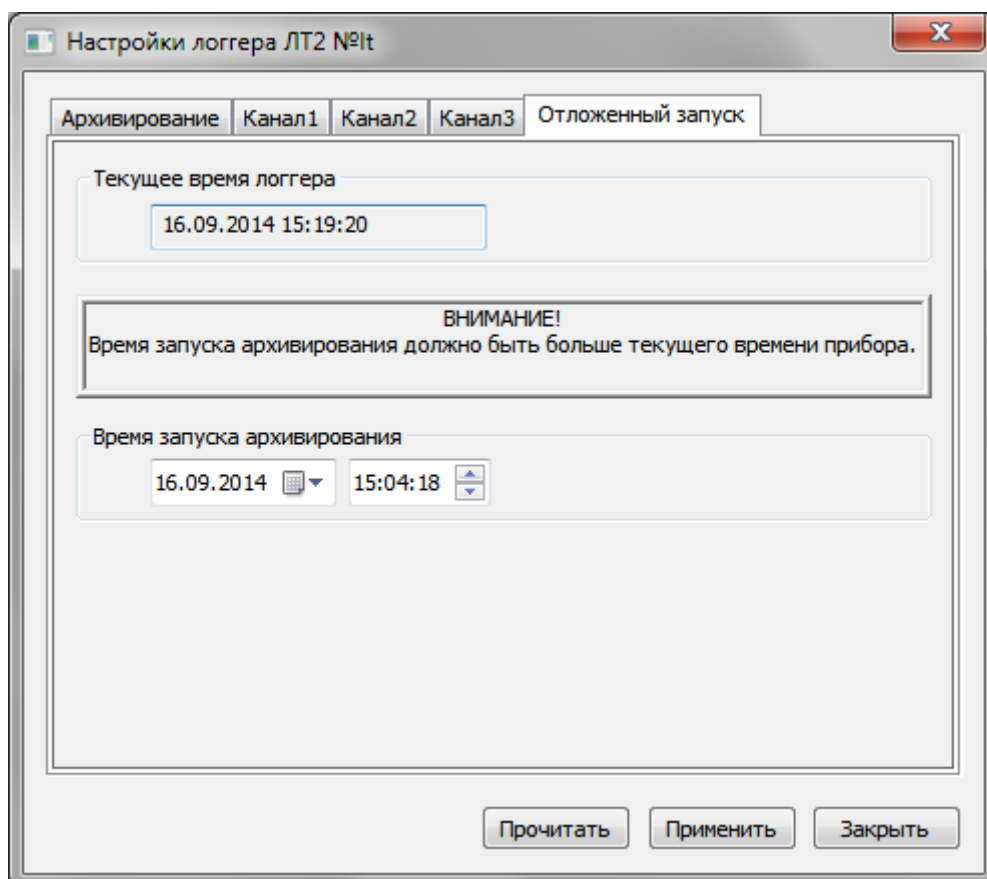 Настройки логгера ЛТ2 №lt
Архивирование Канал1 Канал2 Канал3 Отложенный запуск
Текущее время логгера
16.09.2014 15:19:20
ВНИМАНИЕ!
Время запуска архивирования должно быть больше текущего времени прибора.
Время запуска архивирования
16.09.2014 15:04:18
Прочитать Применить Закрыть